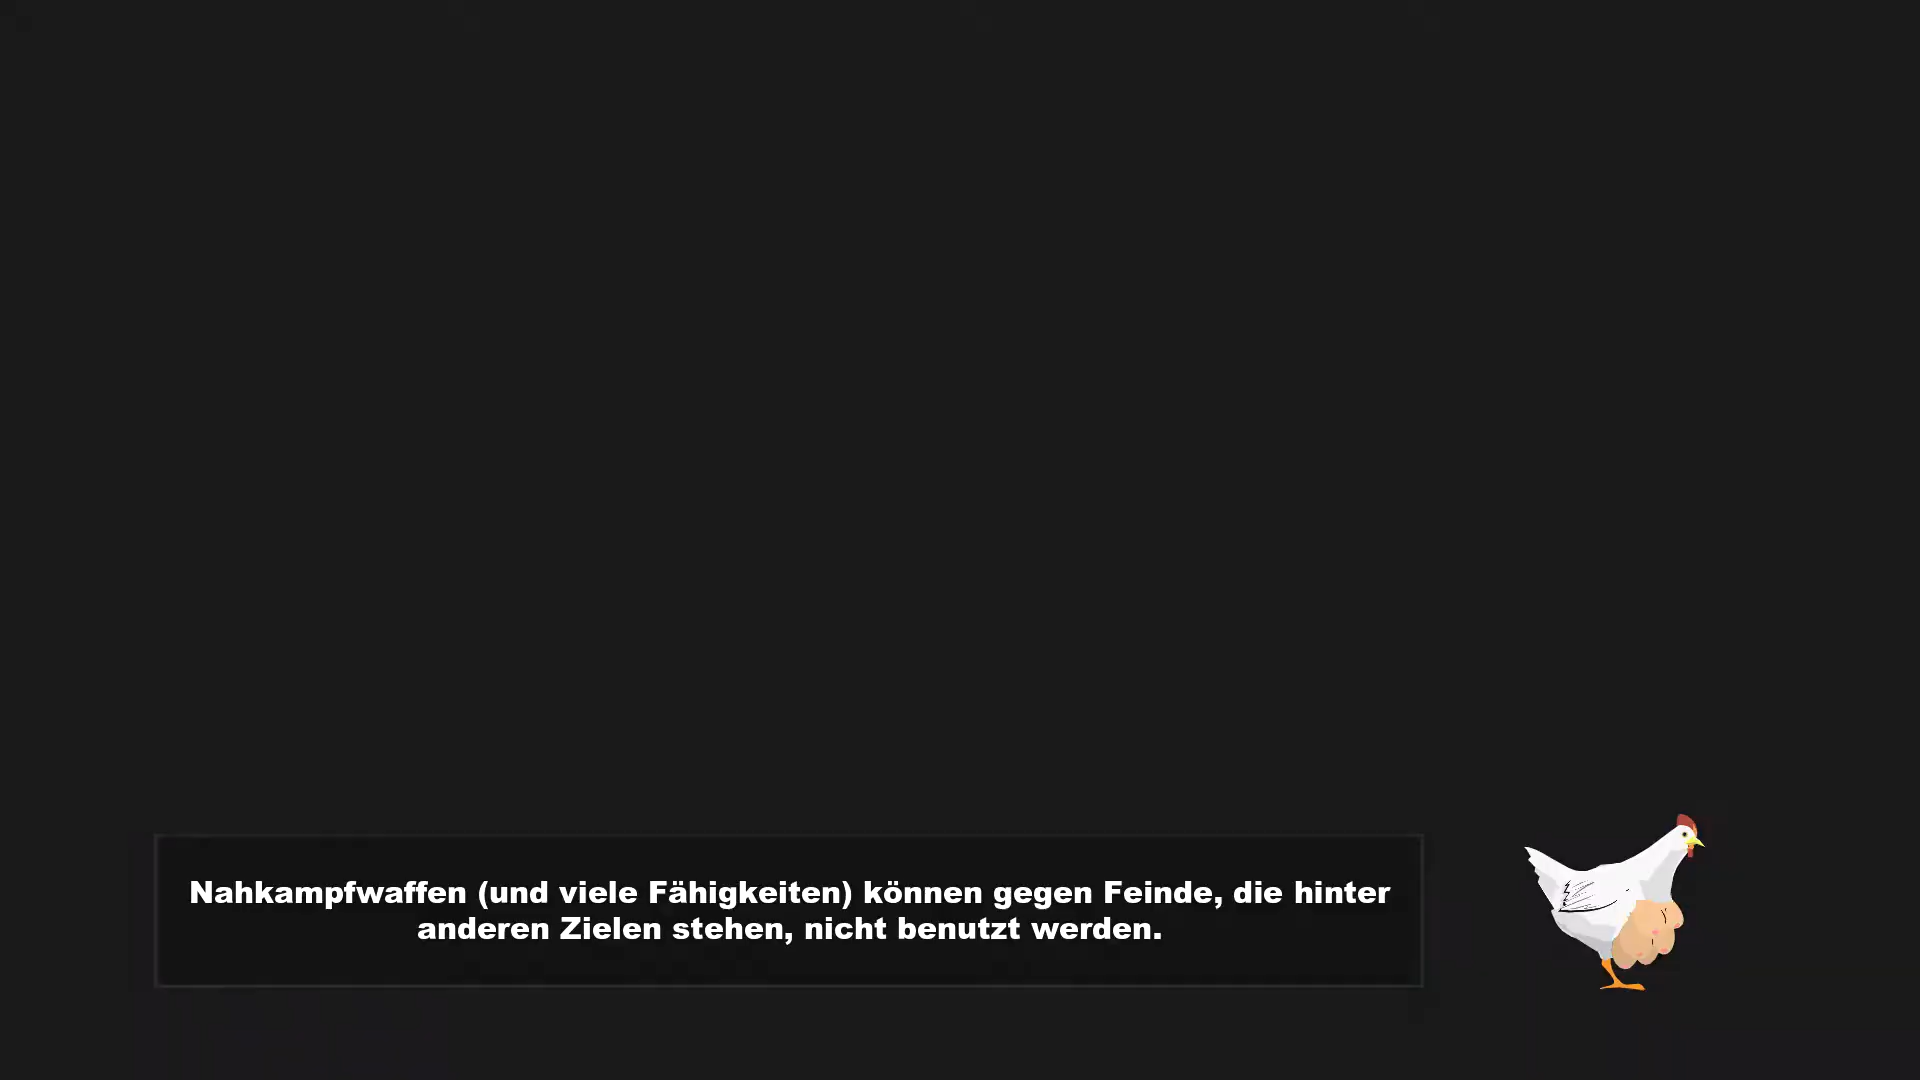 Nahkampfwaffen (und viele Fähigkeiten) können gegen Feinde, die hinter
anderen Zielen stehen, nicht benutzt werden.